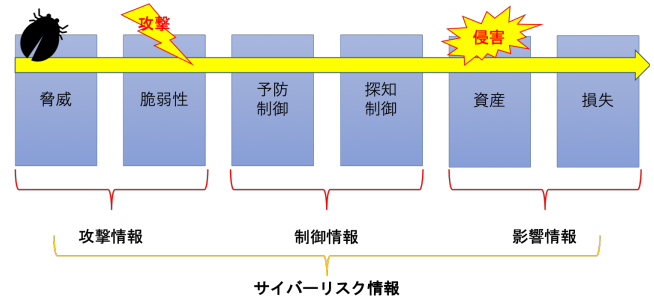 攻撃
侵害
脅威
脆弱性
予防
制御
探知
制御
資産
損失
攻撃情報
制御情報
影響情報
サイバーリスク情報